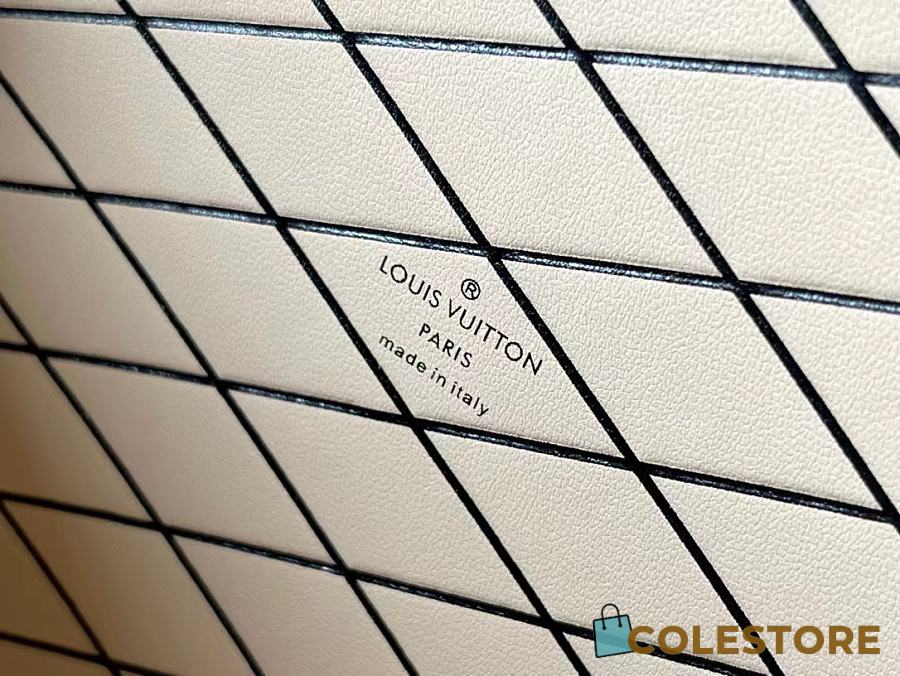 ®
LOUIS VUITTON
PARIS
made in italy
COLESTORE